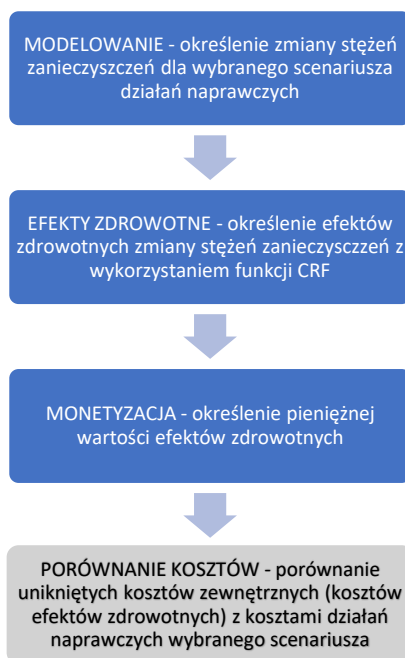 MODELOWANIE - określenie zmiany stężeń
zanieczyszczeń dla wybranego scenariusza
działań naprawczych
EFEKTY ZDROWOTNE - określenie efektów
zdrowotnych zmiany stężeń zanieczysczzeń z
wykorzystaniem funkcji CRF
MONETYZACJA - określenie pieniężnej
wartości efektów zdrowotnych
PORÓWNANIE KOSZTÓW - porównanie
unikniętych kosztów zewnętrznych (kosztów
efektów zdrowotnych) z kosztami działań
naprawczych wybranego scenariusza